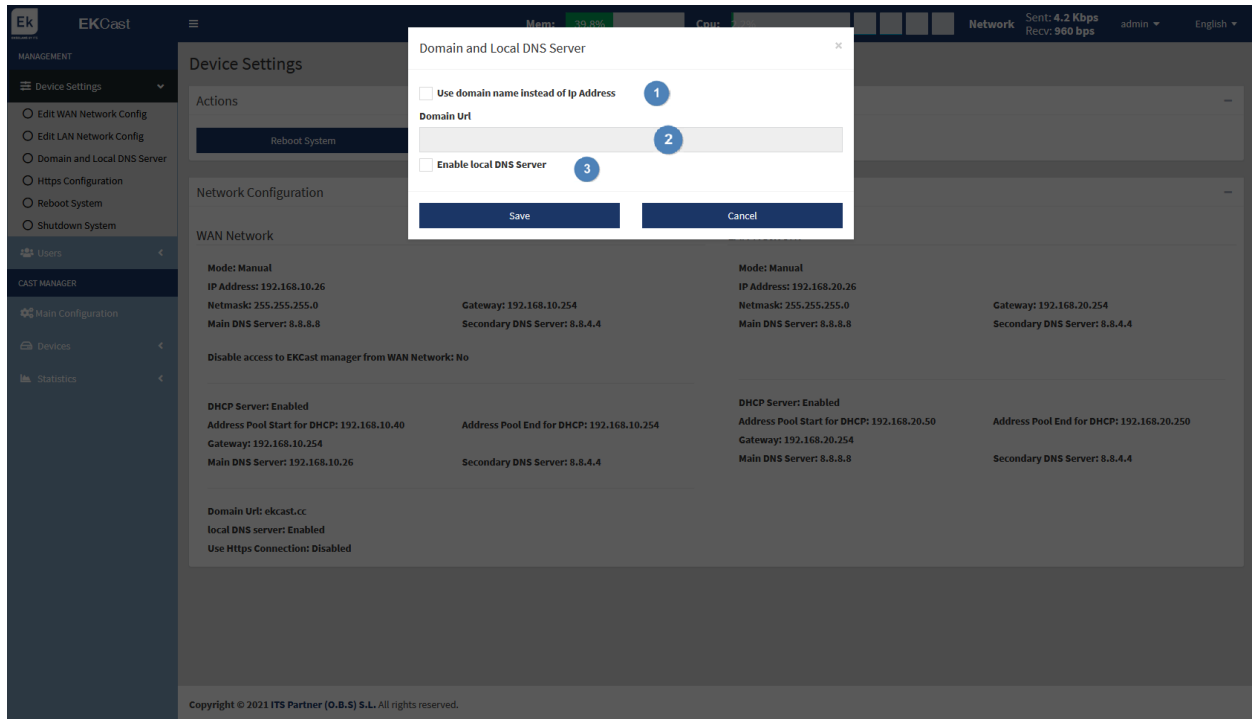 Ek EKCast Mem: 39.8% Cpu: Network Sent: 4.2 Kbps Recv: 960 bps admin English
MANAGEMENT
Device Settings
Edit WAN Network Config
Edit LAN Network Config
Domain and Local DNS Server
Https Configuration
Reboot System
Shutdown System
Users
CAST MANAGER
Main Configuration
Devices
Statistics
Device Settings
Actions
Reboot System
Domain and Local DNS Server ×
Use domain name instead of Ip Address 1
Domain Url
2
Enable local DNS Server 3
Save Cancel
Network Configuration
WAN Network
Mode: Manual
IP Address: 192.168.10.26
Netmask: 255.255.255.0 Gateway: 192.168.10.254
Main DNS Server: 8.8.8.8 Secondary DNS Server: 8.8.4.4
Disable access to EKCast manager from WAN Network: No
DHCP Server: Enabled
Address Pool Start for DHCP: 192.168.10.40 Address Pool End for DHCP: 192.168.10.254
Gateway: 192.168.10.254
Main DNS Server: 192.168.10.26 Secondary DNS Server: 8.8.4.4
Domain Url: ekcast.cc
local DNS server: Enabled
Use Https Connection: Disabled
Mode: Manual
IP Address: 192.168.20.26
Netmask: 255.255.255.0 Gateway: 192.168.20.254
Main DNS Server: 8.8.8.8 Secondary DNS Server: 8.8.4.4
DHCP Server: Enabled
Address Pool Start for DHCP: 192.168.20.50 Address Pool End for DHCP: 192.168.20.250
Gateway: 192.168.20.254
Main DNS Server: 8.8.8.8 Secondary DNS Server: 8.8.4.4
Copyright © 2021 ITS Partner (O.B.S) S.L. All rights reserved.